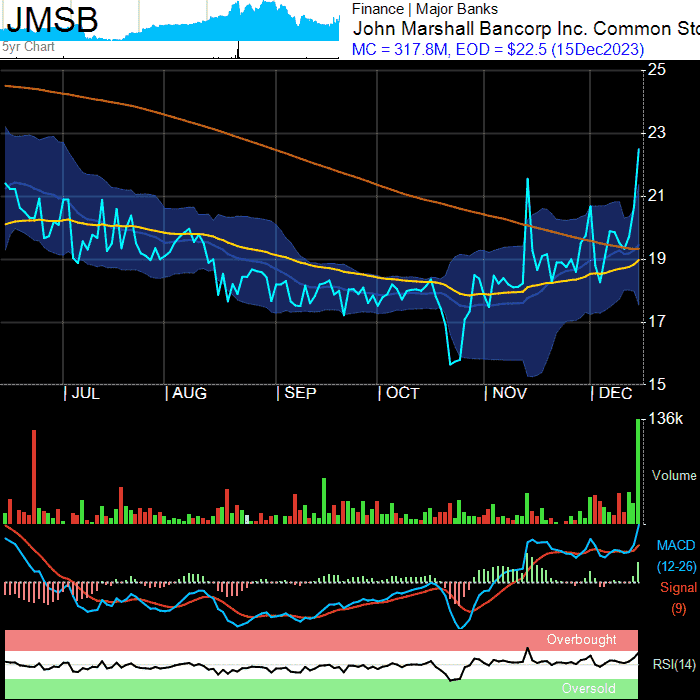 JMSB
5yr Chart
Finance | Major Banks
John Marshall Bancorp Inc. Common Sto
MC = 317.8M, EOD = $22.5 (15Dec2023)
25
23
21
19
17
15
| JUL | AUG | SEP | OCT | NOV | DEC
136k
Volume
MACD
(12-26)
Signal
(9)
Overbought
RSI(14)
Oversold